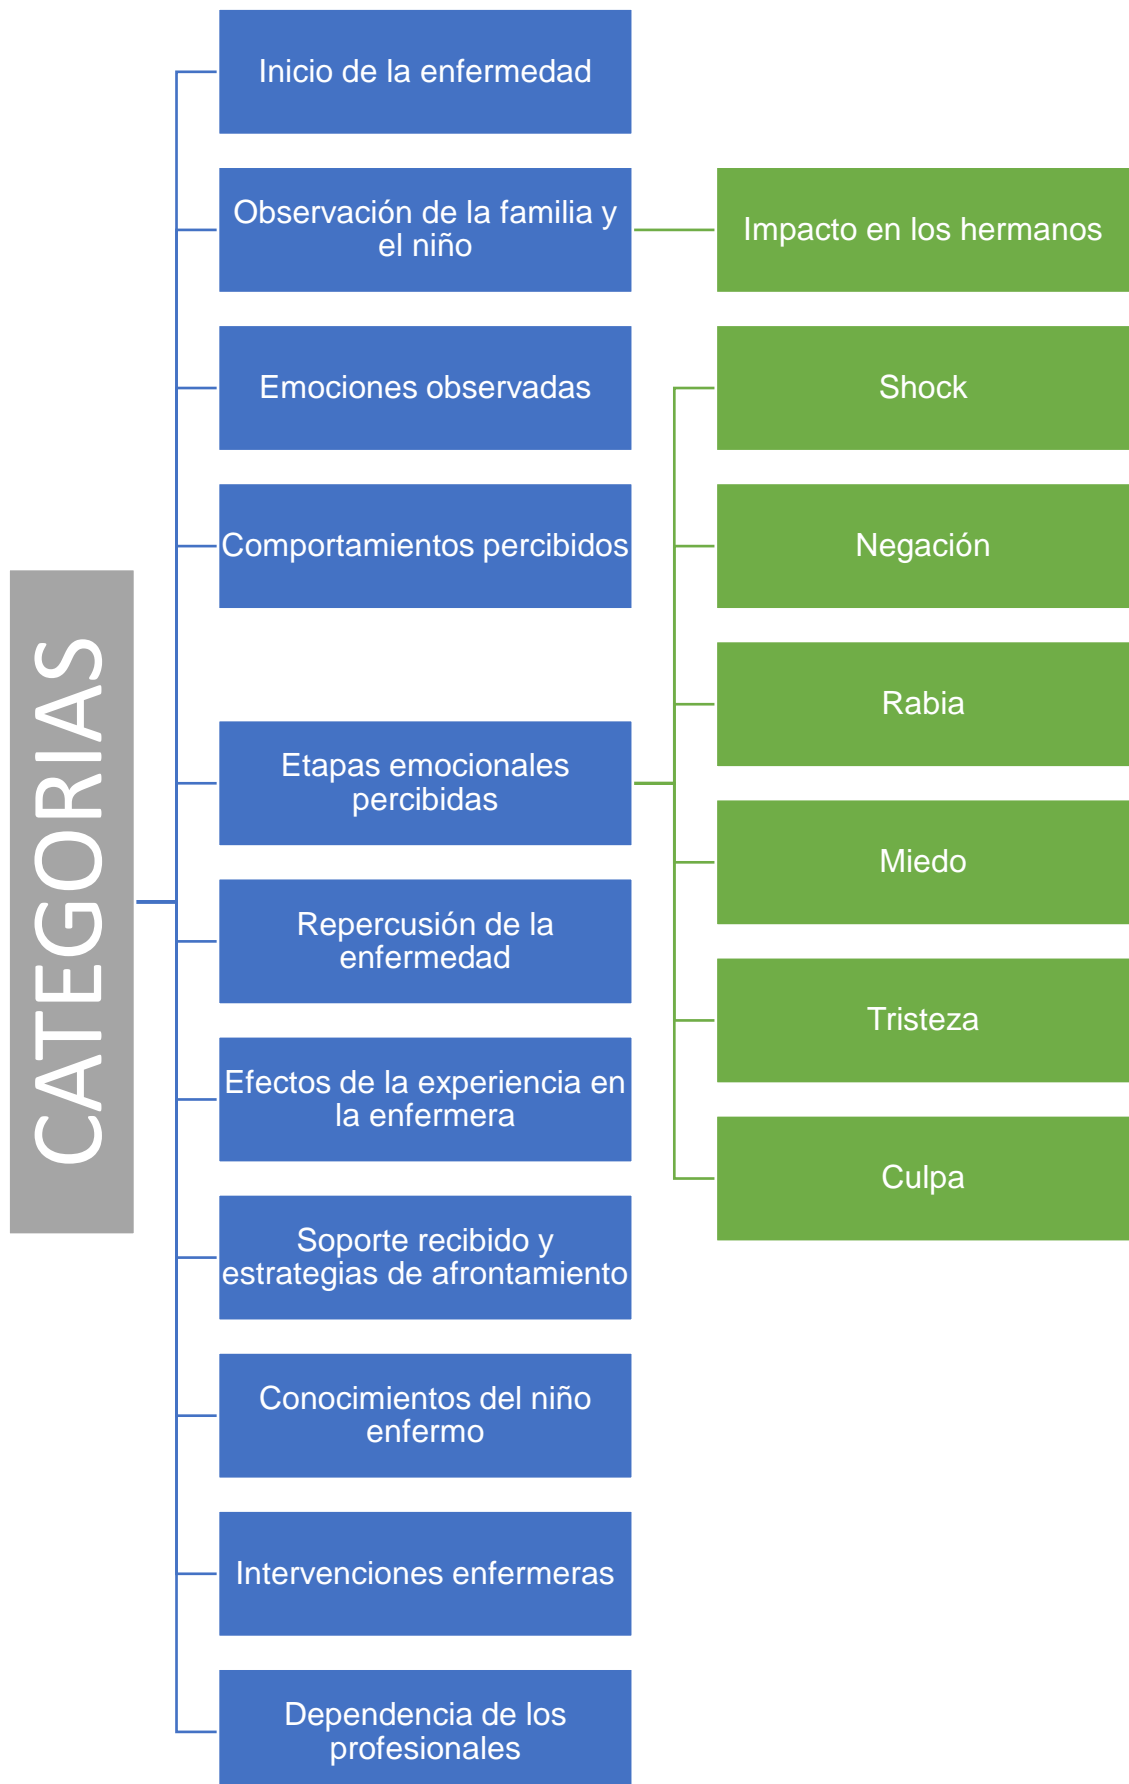 CATEGORIAS
Inicio de la enfermedad
Observación de la familia y
el niño
Impacto en los hermanos
Emociones observadas
Comportamientos percibidos
Etapas emocionales
percibidas
Shock
Negación
Rabia
Miedo
Tristeza
Culpa
Repercusión de la
enfermedad
Efectos de la experiencia en
la enfermera
Soporte recibido y
estrategias de afrontamiento
Conocimientos del niño
enfermo
Intervenciones enfermeras
Dependencia de los
profesionales